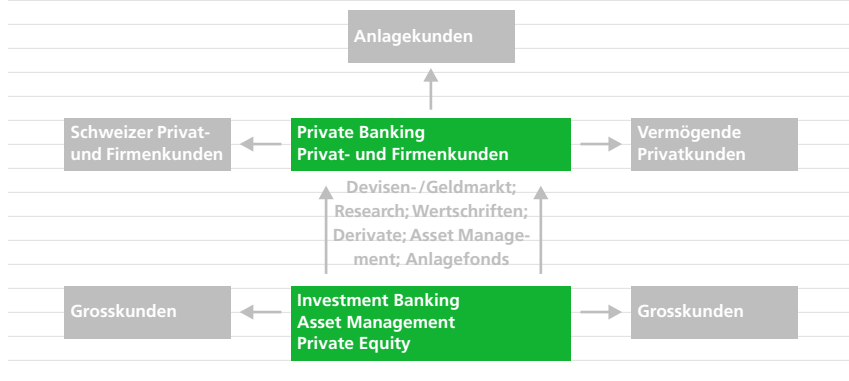 Anlagekunden
Schweizer Privat-
und Firmenkunden
Private Banking
Privat- und Firmenkunden
Vermögende
Privatkunden
Devisen-/Geldmarkt;
Research; Wertschriften;
Derivate; Asset Manage-
ment; Anlagefonds
Grosskunden
Investment Banking
Asset Management
Private Equity
Grosskunden